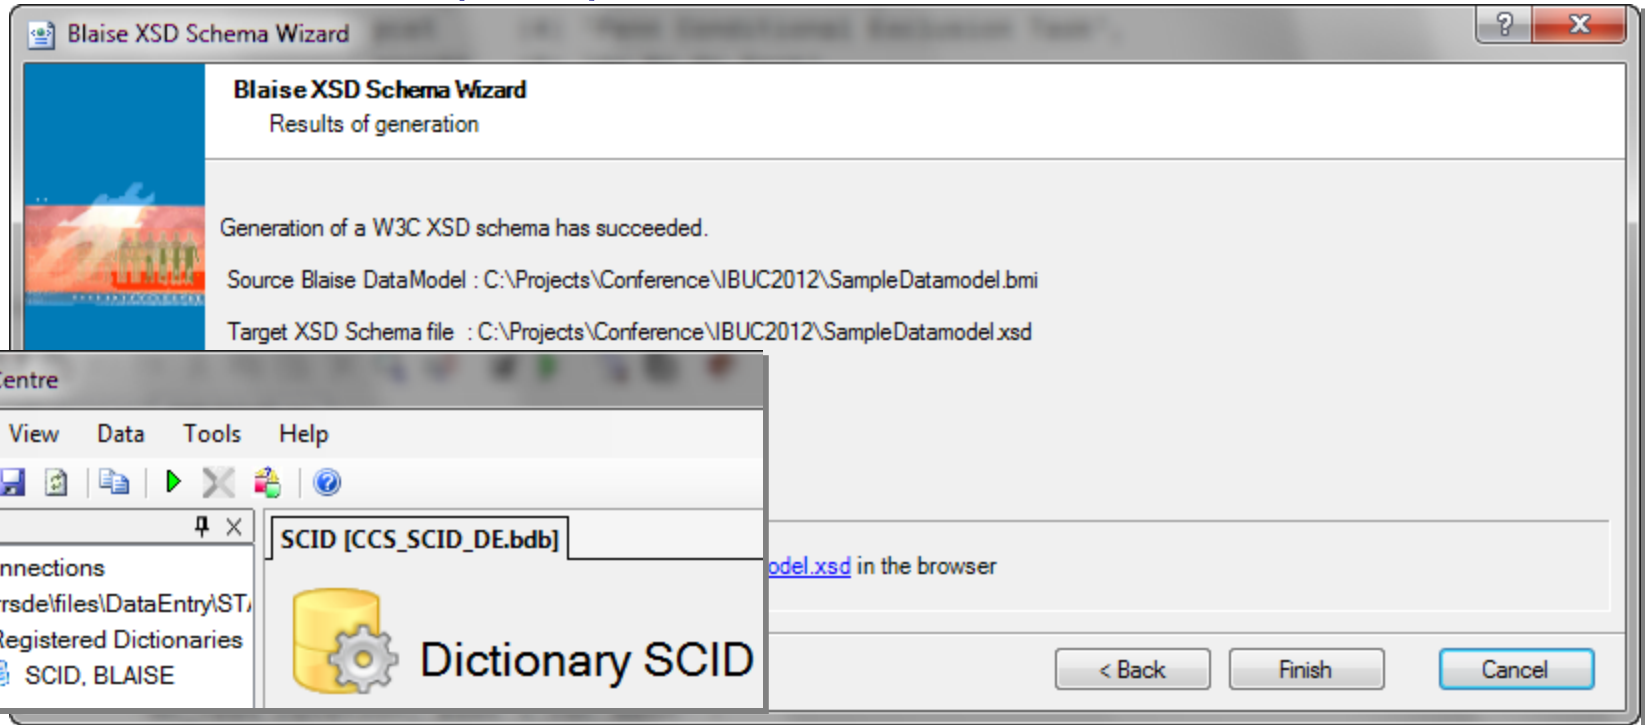 Blaise XSD Schema Wizard
Blaise XSD Schema Wizard
Results of generation
Generation of a W3C XSD schema has succeeded.
Source Blaise DataModel : C:\Projects\Conference\IBUC2012\SampleDatamodel.bmi
Target XSD Schema file : C:\Projects\Conference\IBUC2012\SampleDatamodel.xsd
Centre
View Data Tools Help
SCID [CCS_SCID_DE.bdb]
nnections
odel.xsd in the browser
rsde\files\DataEntry\ST
Registered Dictionaries
SCID, BLAISE
Dictionary SCID
< Back Finish Cancel